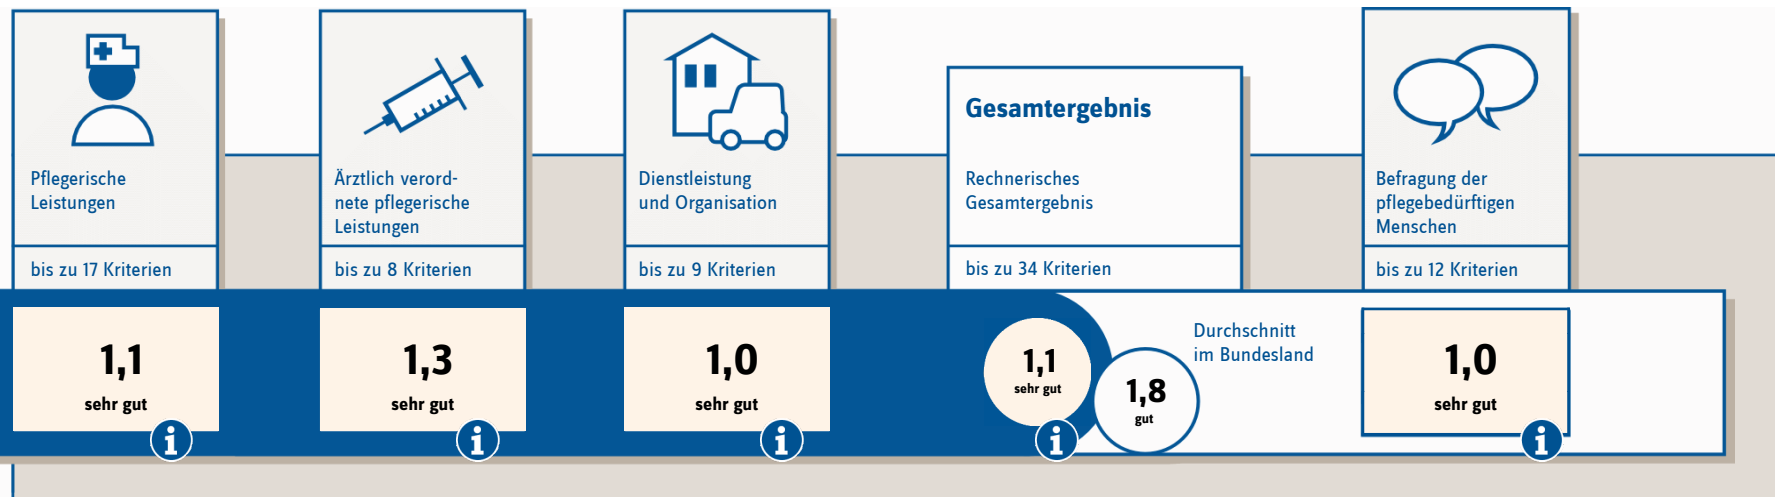 Pflegerische
Leistungen
bis zu 17 Kriterien
1,1
sehr gut
i
Ärztlich verord-
nete pflegerische
Leistungen
bis zu 8 Kriterien
1,3
sehr gut
i
Dienstleistung
und Organisation
bis zu 9 Kriterien
1,0
sehr gut
i
Gesamtergebnis
Rechnerisches
Gesamtergebnis
bis zu 34 Kriterien
1,1
sehr gut
i
1,8
gut
Durchschnitt
im Bundesland
Befragung der
pflegebedürftigen
Menschen
bis zu 12 Kriterien
1,0
sehr gut
i